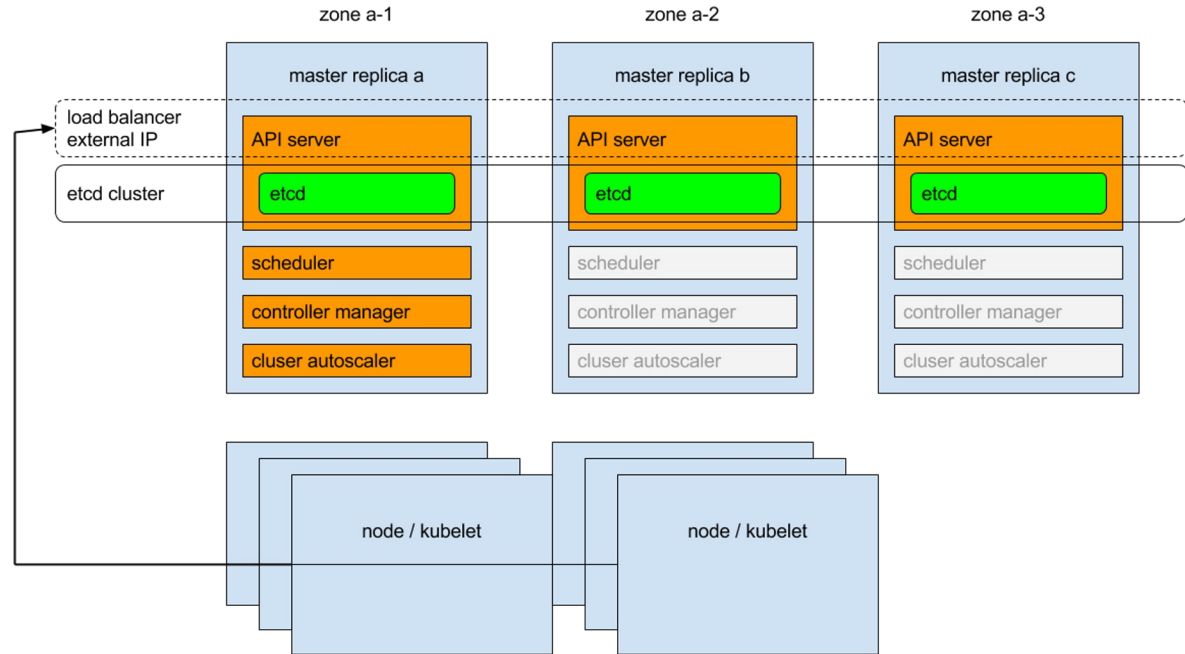 zone a-1
zone a-2
zone a-3
master replica a
master replica b
master replica c
load balancer
external IP
API server
API server
API server
etcd cluster
etcd
etcd
etcd
scheduler
scheduler
scheduler
controller manager
controller manager
controller manager
cluser autoscaler
cluser autoscaler
cluser autoscaler
node / kubelet
node / kubelet